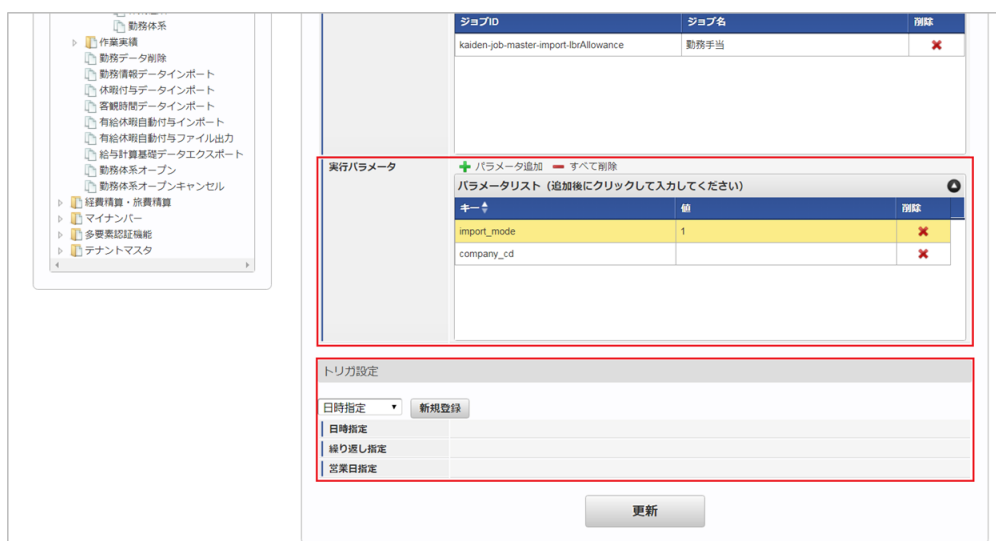 勤務体系
作業実績
勤務データ削除
勤務情報データインポート
休暇付与データインポート
客観時間データインポート
有給休暇自動付与インポート
有給休暇自動付与ファイル出力
給与計算基礎データエクスポート
勤務体系オープン
勤務体系オープンキャンセル
経費精算・旅費精算
マイナンバー
多要素認証機能
テナントマスタ
ジョブID ジョブ名 削除
kaiden-job-master-import-lbrAllowance 勤務手当
実行パラメータ
パラメータ追加 すべて削除
パラメータリスト（追加後にクリックして入力してください）
キー 値 削除
import_mode 1
company_cd
トリガ設定
日時指定 新規登録
日時指定
繰り返し指定
営業日指定
更新